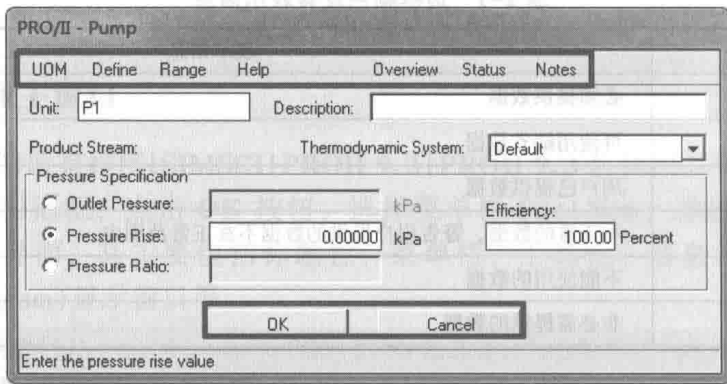 PRO/II - Pump
UOM Define Range Help Overview Status Notes
Unit: P1 Description:
Product Stream: Thermodynamic System: Default
Pressure Specification
Outlet Pressure: kPa Efficiency:
Pressure Rise: 0.00000 kPa 100.00 Percent
Pressure Ratio:
OK Cancel
Enter the pressure rise value